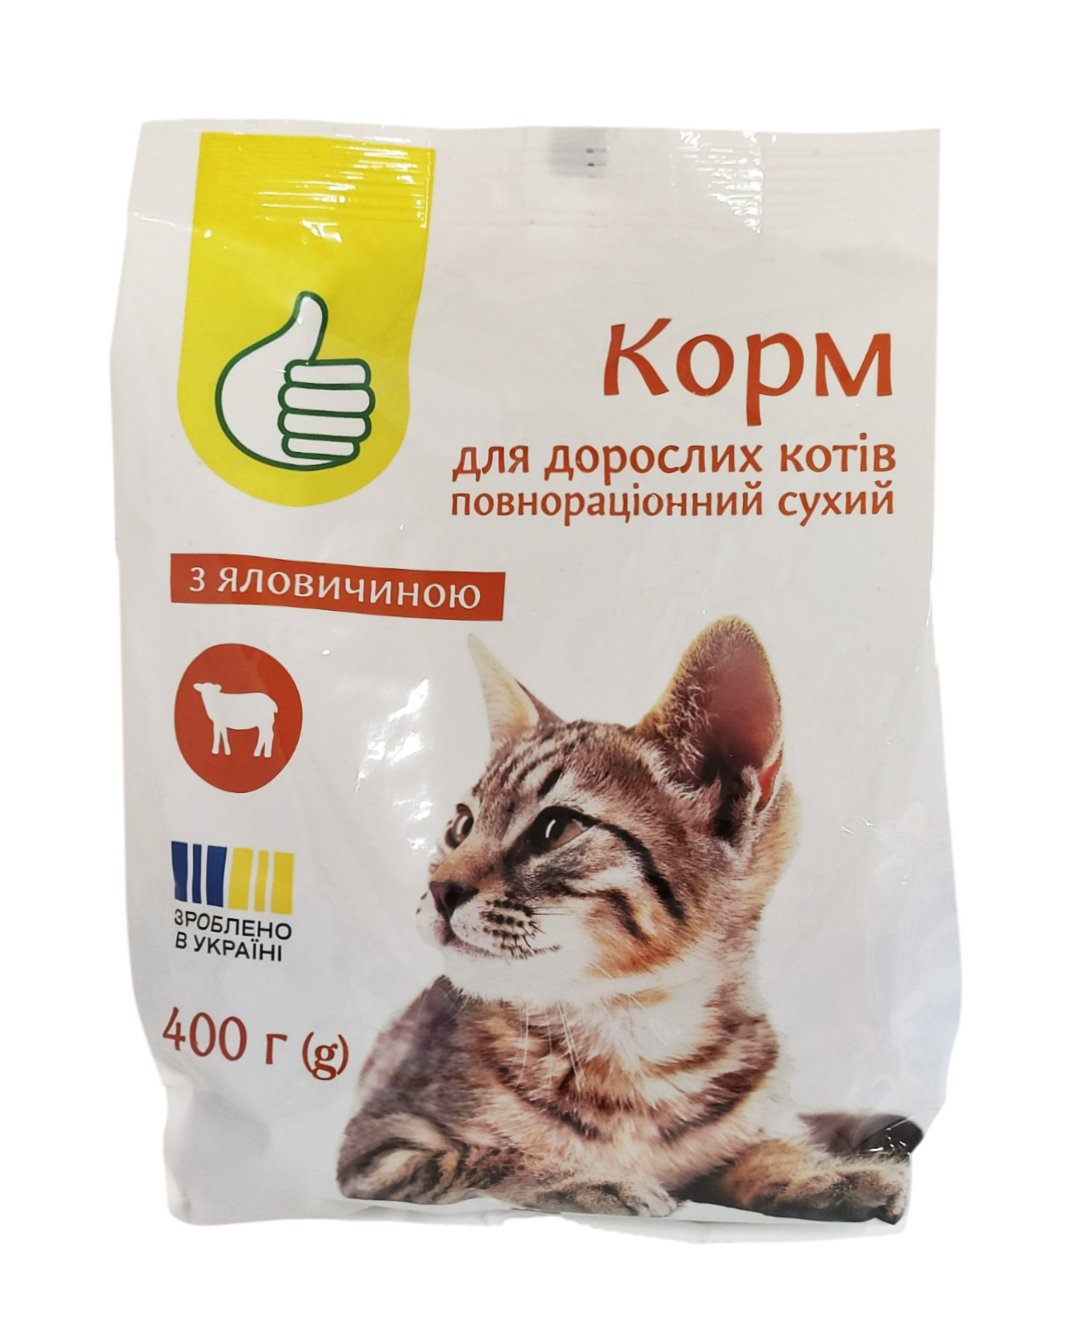 Корм
для дорослих котів
повнораціонний сухий
з яловичиною
ЗРОБЛЕНО
В УКРАЇНІ
400 г (g)